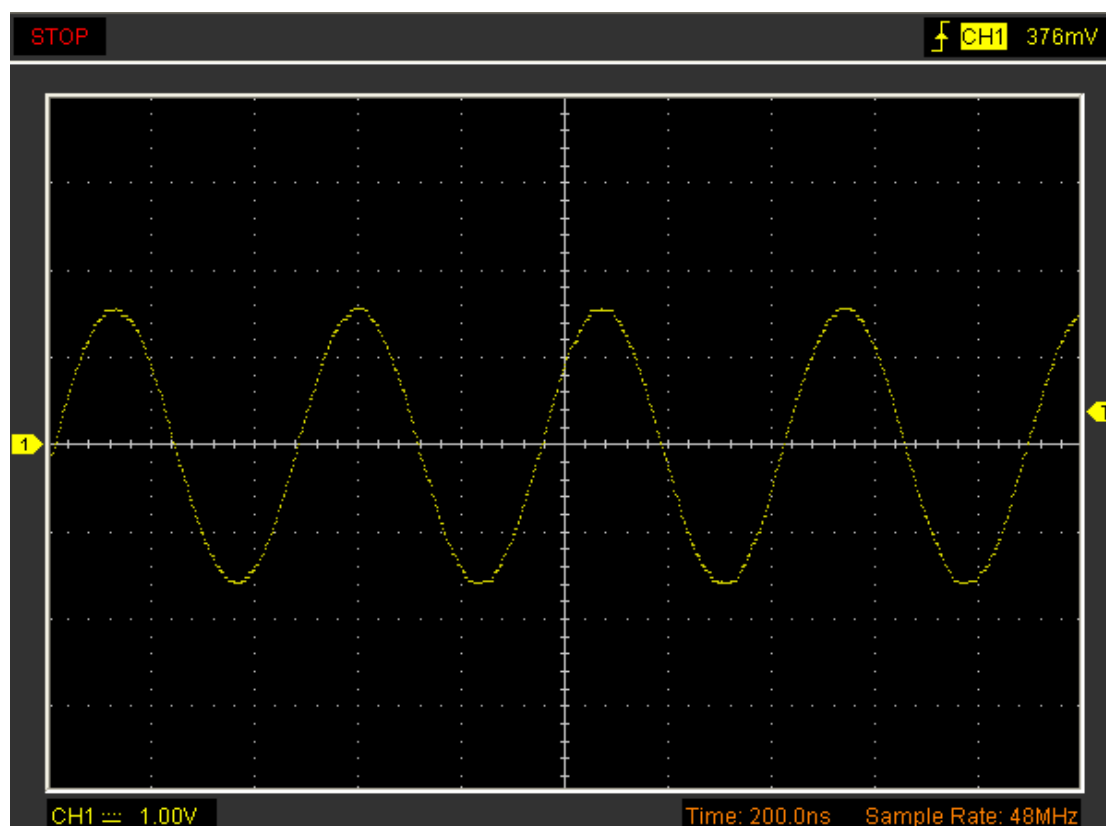 STOP
CH1 376mV
1
T
CH1 1.00V
Time: 200.0ns Sample Rate: 48MHz